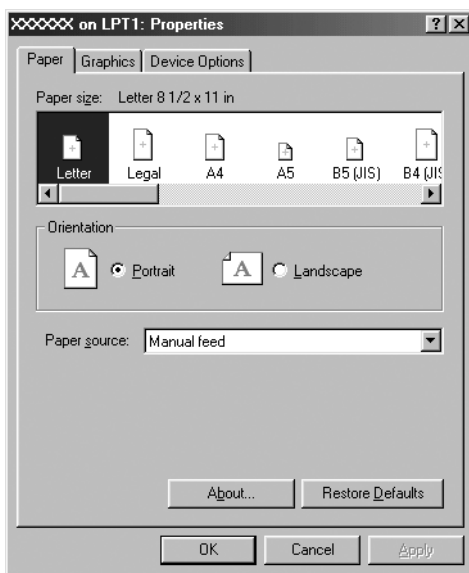 XXXXXX on LPT1: Properties ? X
Paper Graphics Device Options
Paper size: Letter 8 1/2 x 11 in
Letter Legal A4 A5 B5 (JIS) B4 (JIS
Orientation
A Portrait A Landscape
Paper source: Manual feed
About... Restore Defaults
OK Cancel Apply